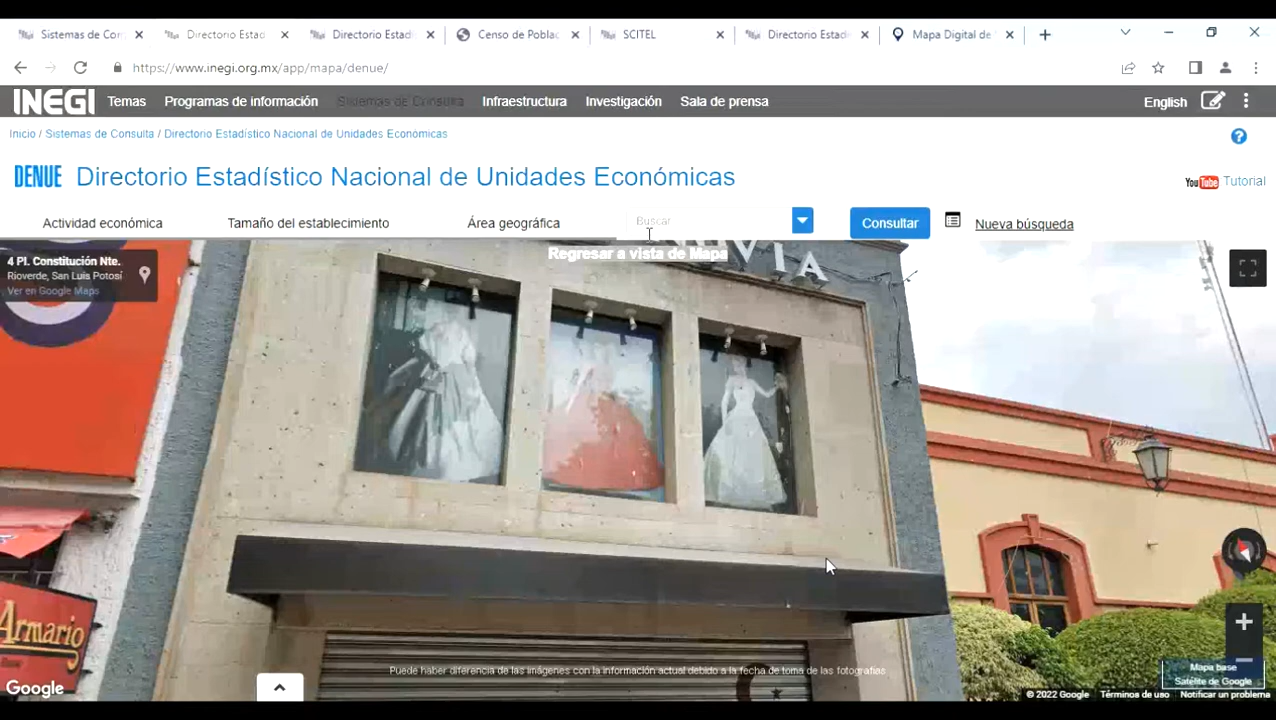 Sistemas de Con
Directorio Estad
Directorio Estad
Censo de Poblac
SCITEL
Directorio Estad
Mapa Digital de
https://www.inegi.org.mx/app/mapa/denue/
INEGI Temas Programas de información Sistemas de Consulta Infraestructura Investigación Sala de prensa English
Inicio / Sistemas de Consulta / Directorio Estadístico Nacional de Unidades Económicas
DENUE Directorio Estadístico Nacional de Unidades Económicas
YouTube Tutorial
Actividad económica Tamaño del establecimiento Área geográfica Buscar Consultar Nueva búsqueda
Regresar a vista de Mapa
4 Pl. Constitución Nte.
Rioverde, San Luis Potosí
Ver en Google Maps
VIA
Armario
Puede haber diferencia de las imágenes con la información actual debido a la fecha de toma de las fotografías
Mapa base
Satélite de Google
Google
© 2022 Google Términos de uso Notificar un problema